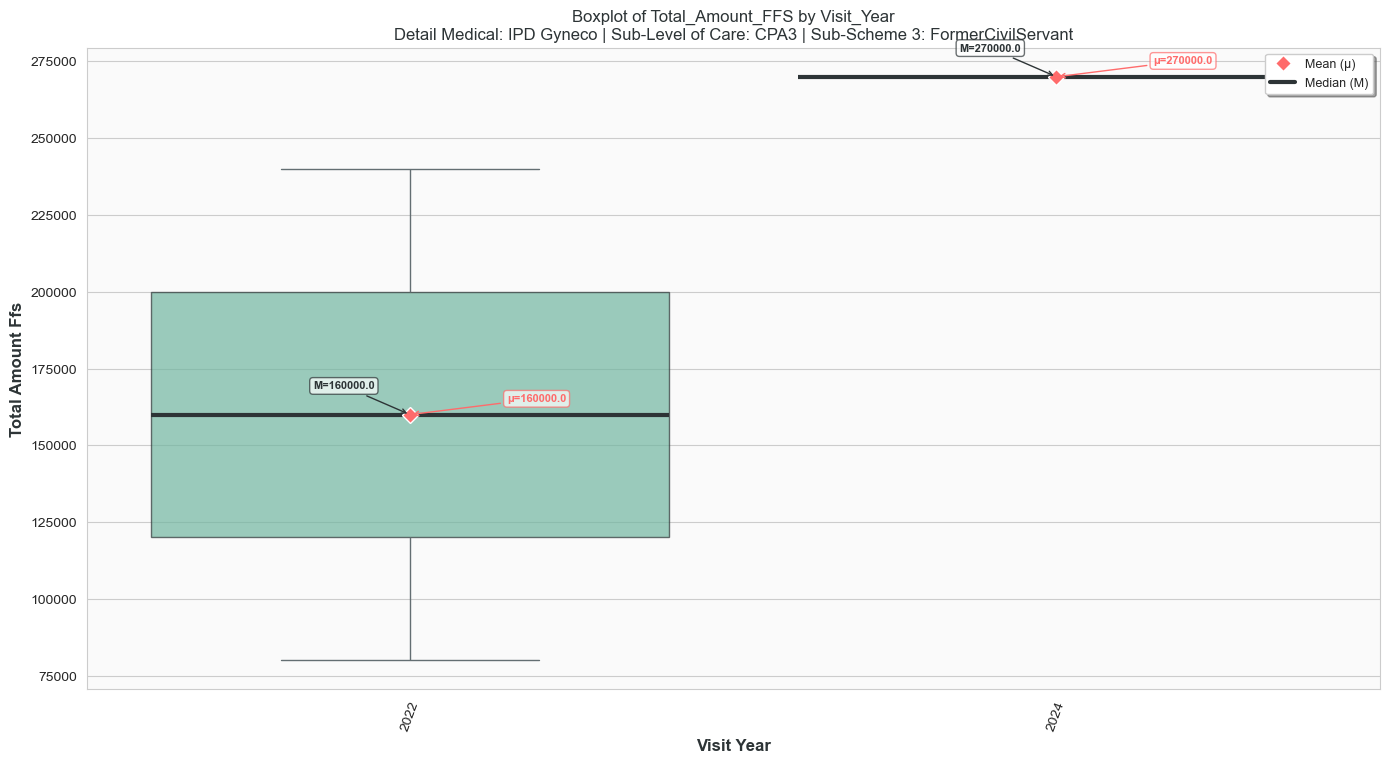 Boxplot of Total_Amount_FFS by Visit_Year
Detail Medical: IPD Gyneco | Sub-Level of Care: CPA3 | Sub-Scheme 3: FormerCivilServant
M=270000.0
μ=270000.0
Mean (μ)
Median (M)
275000
250000
225000
200000
175000
150000
125000
100000
75000
Total Amount Ffs
M=160000.0
μ=160000.0
2022
2024
Visit Year